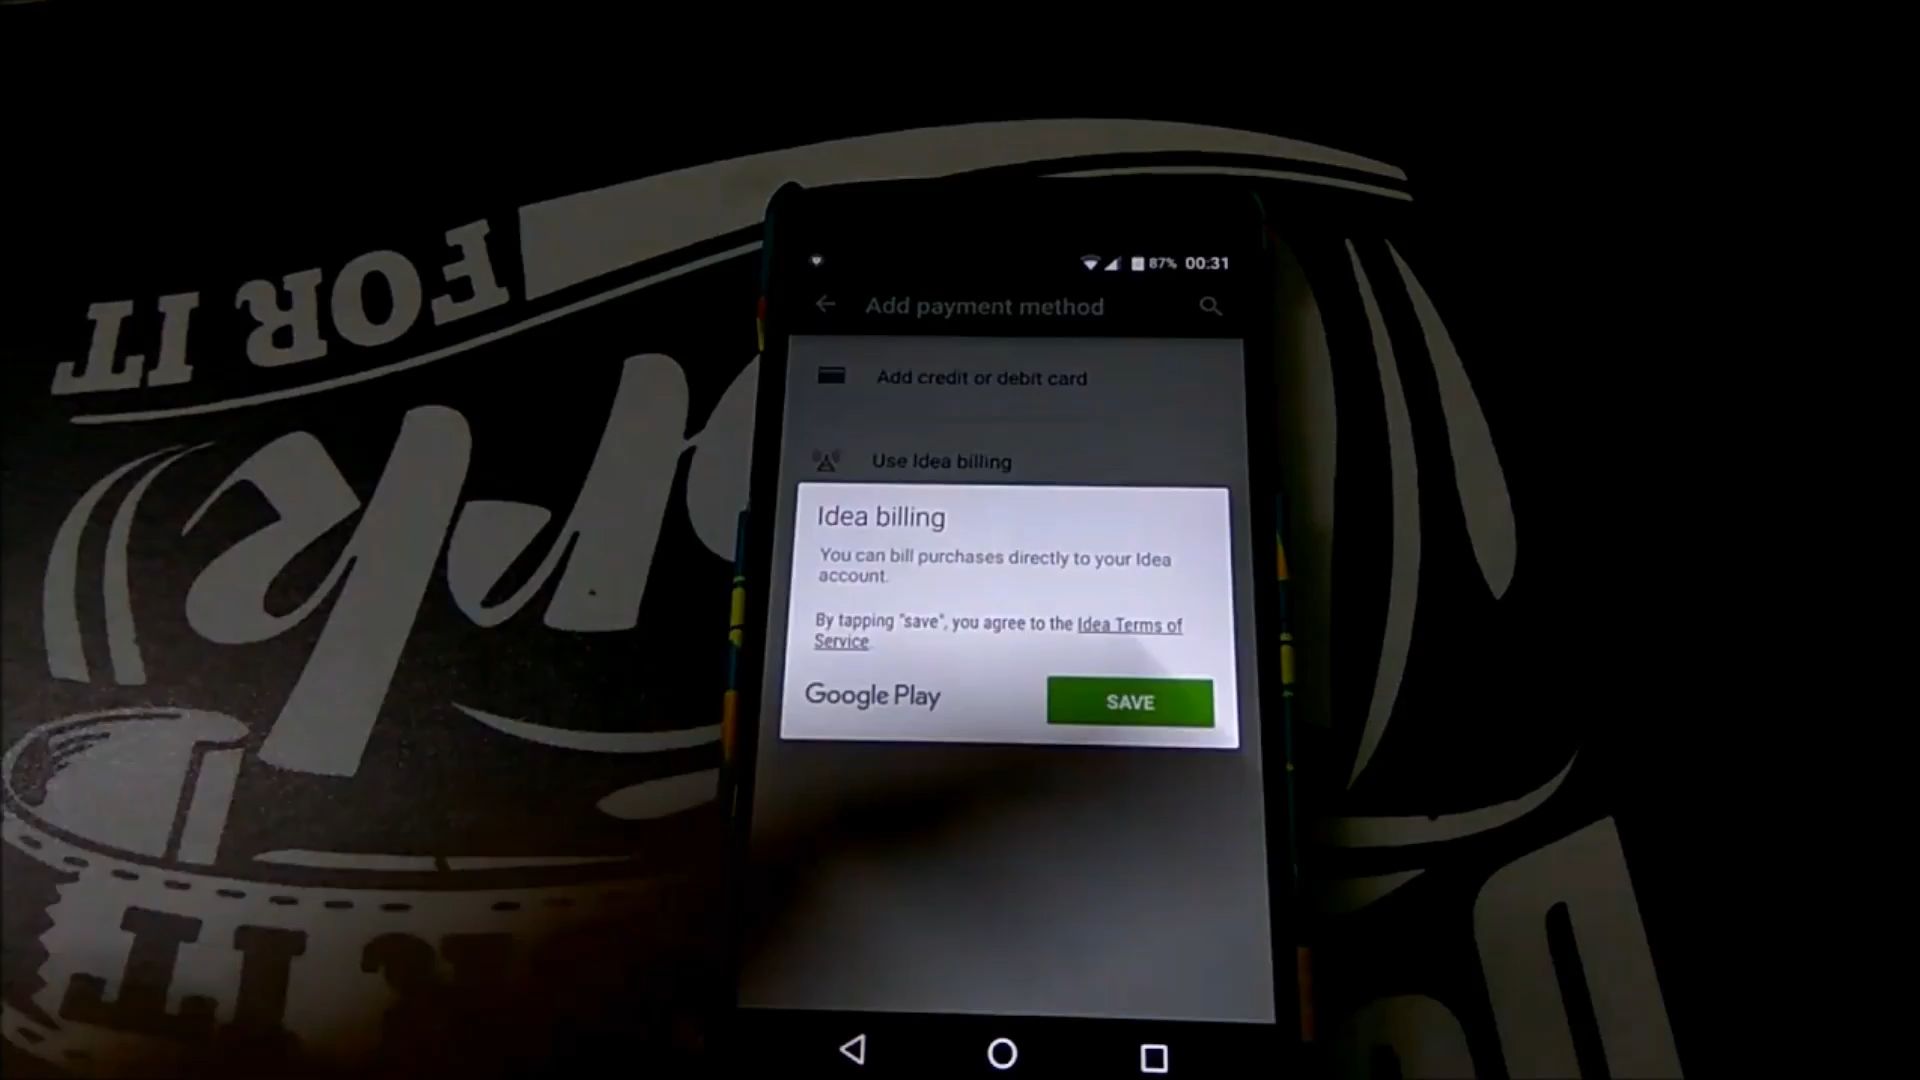 FOR IT
87% 00:31
Add payment method
Add credit or debit card
Use Idea billing
Idea billing
You can bill purchases directly to your Idea
account.
By tapping "save", you agree to the Idea Terms of
Service.
Google Play
SAVE